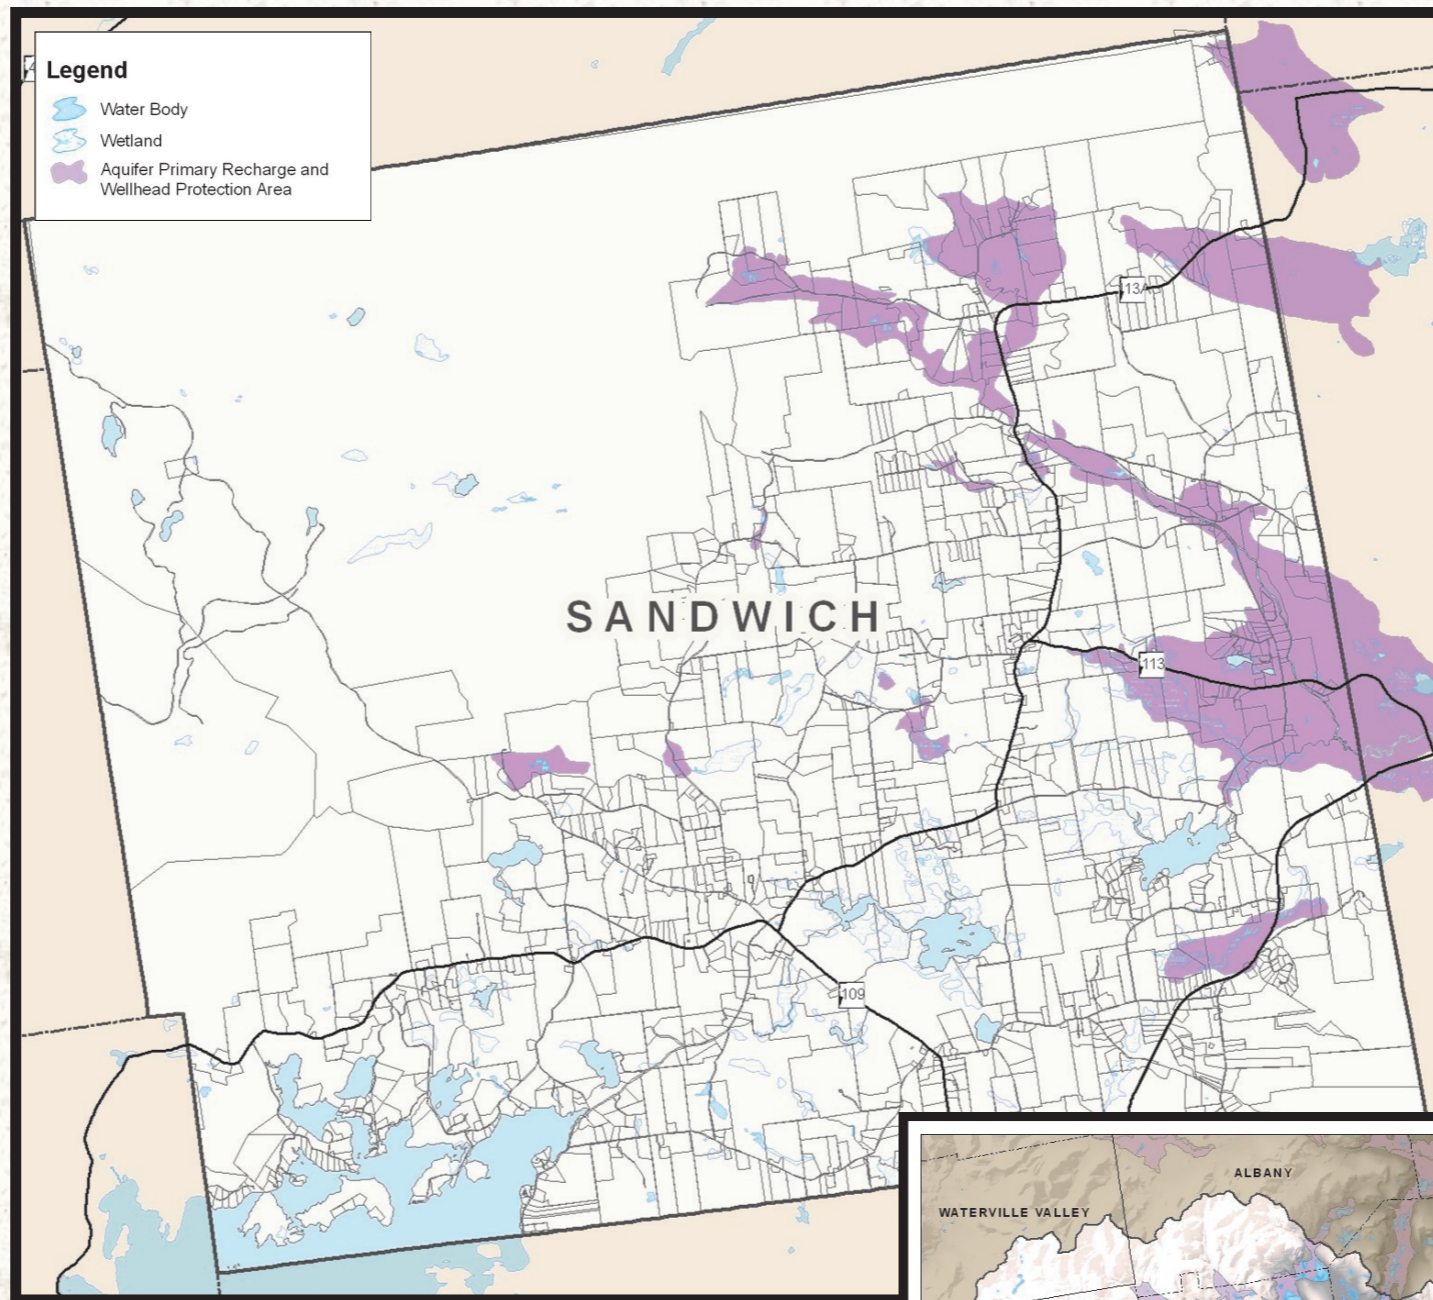 Legend
Water Body
Wetland
Aquifer Primary Recharge and
Wellhead Protection Area
113A
SANDWICH
113
109
ALBANY
WATERVILLE VALLEY